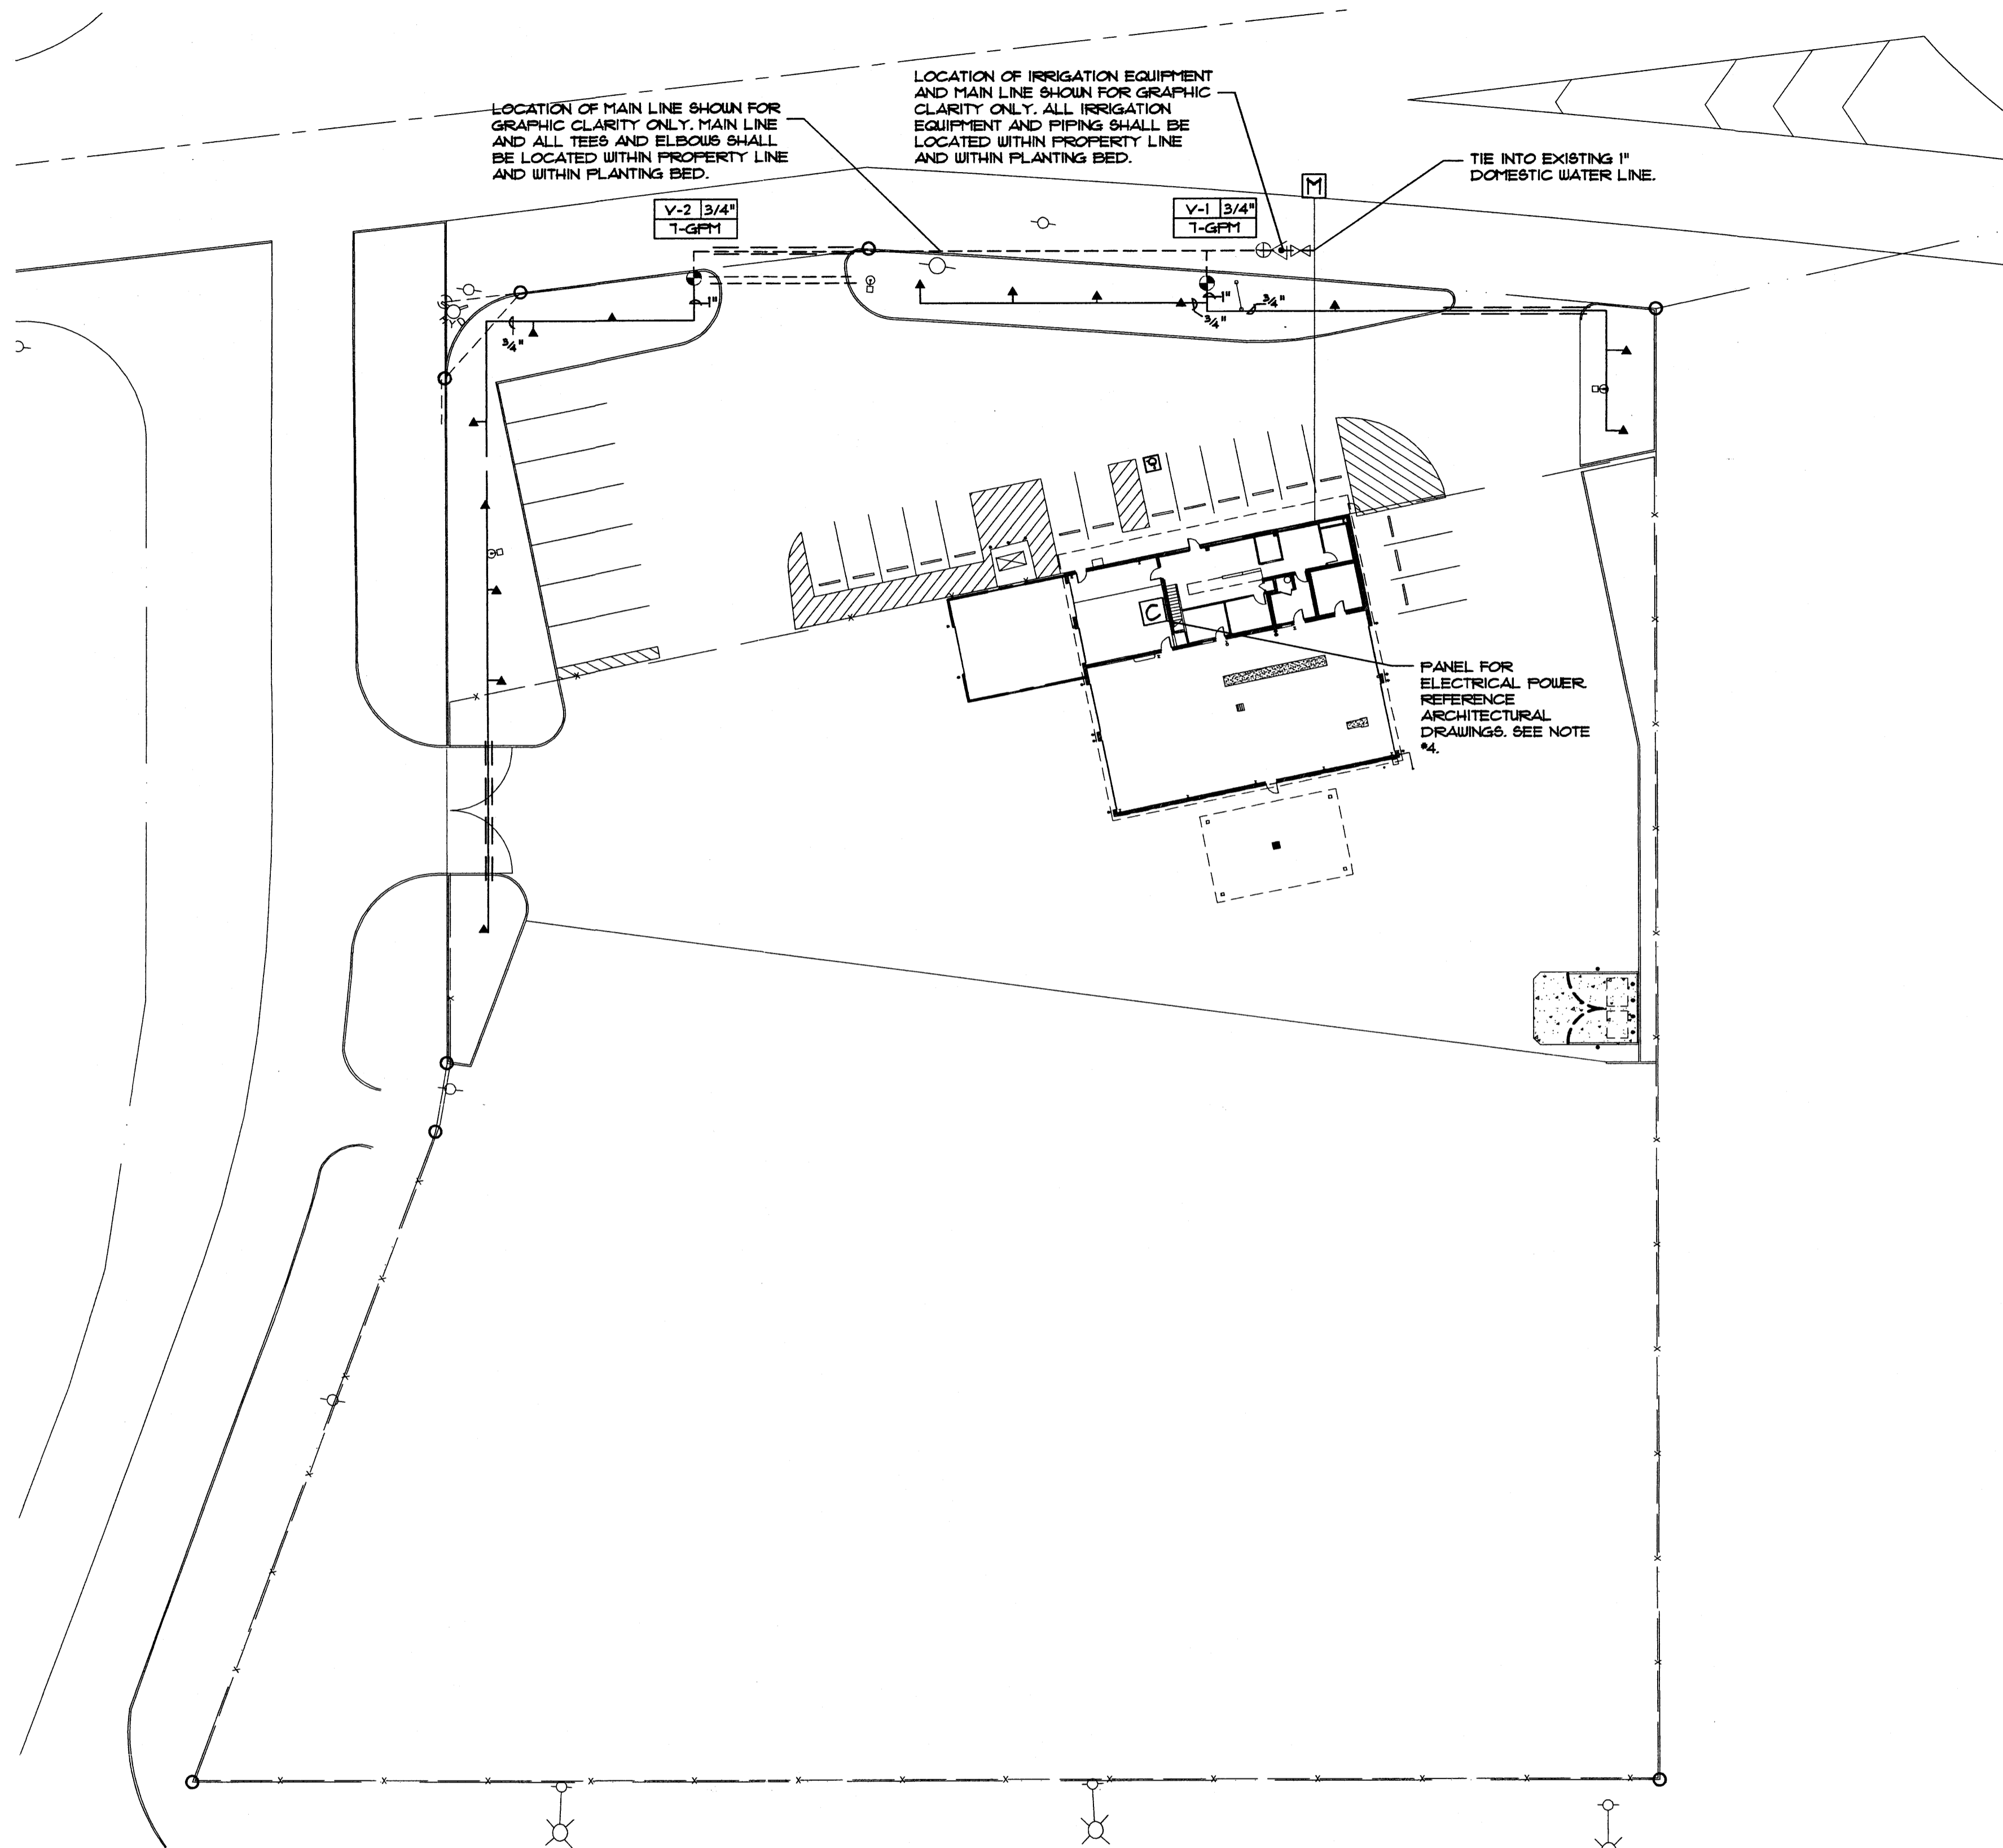 LOCATION OF MAIN LINE SHOWN FOR
GRAPHIC CLARITY ONLY. MAIN LINE
AND ALL TEES AND ELBOWS SHALL
BE LOCATED WITHIN PROPERTY LINE
AND WITHIN PLANTING BED.
LOCATION OF IRRIGATION EQUIPMENT
AND MAIN LINE SHOWN FOR GRAPHIC
CLARITY ONLY. ALL IRRIGATION
EQUIPMENT AND PIPING SHALL BE
LOCATED WITHIN PROPERTY LINE
AND WITHIN PLANTING BED.
TIE INTO EXISTING 1"
DOMESTIC WATER LINE.
M
V-2 3/4"
7-GPM
V-1 3/4"
7-GPM
1"
3/4"
1"
3/4"
3/4"
C
PANEL FOR
ELECTRICAL POWER
REFERENCE
ARCHITECTURAL
DRAWINGS. SEE NOTE
#4.